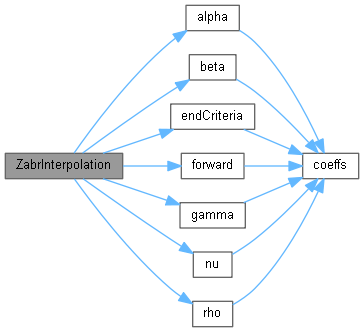 alpha
beta
endCriteria
ZabrInterpolation
forward
coeffs
gamma
nu
rho